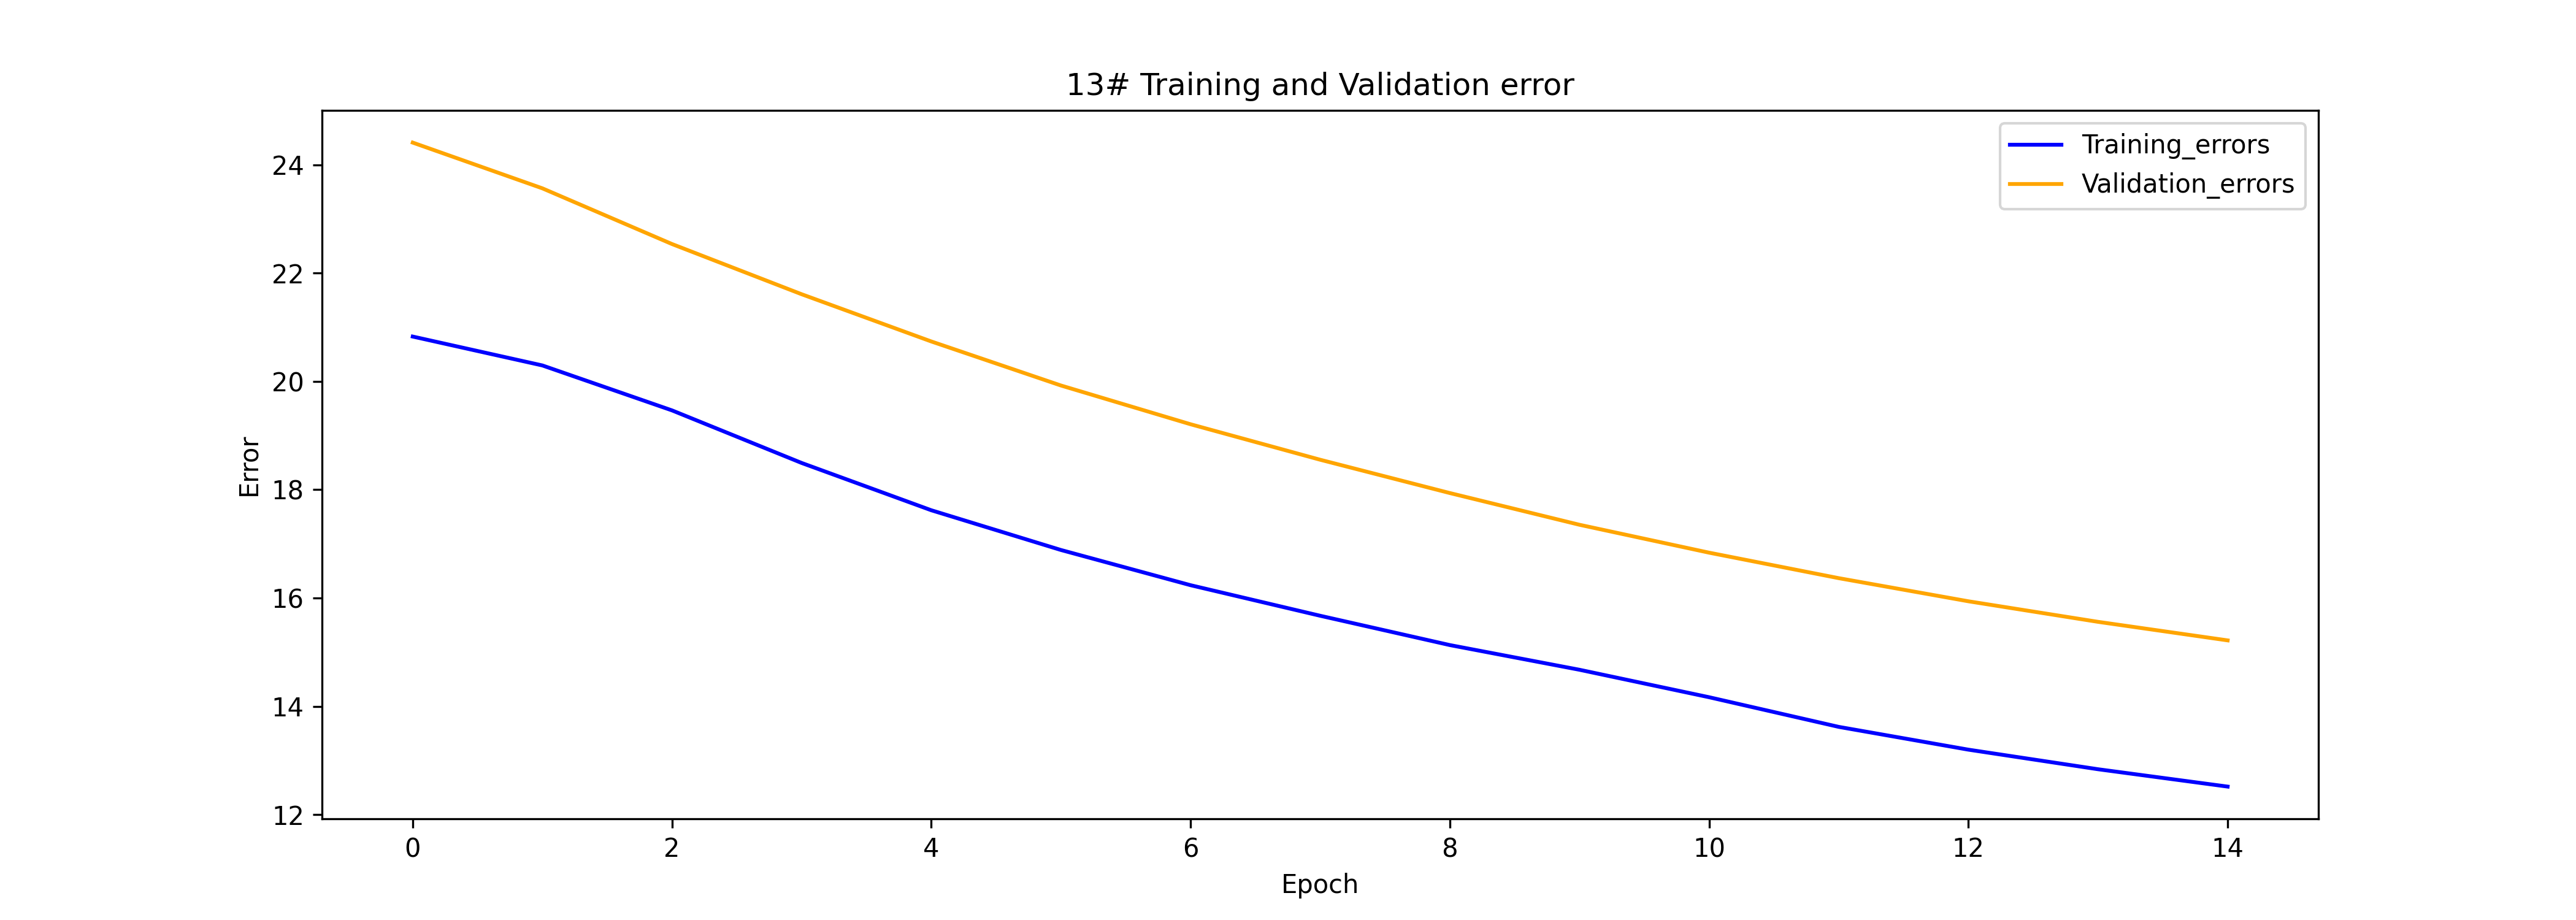 13# Training and Validation error
Training_errors
Validation_errors
Error
24
22
20
18
16
14
12
0 2 4 6 8 10 12 14
Epoch